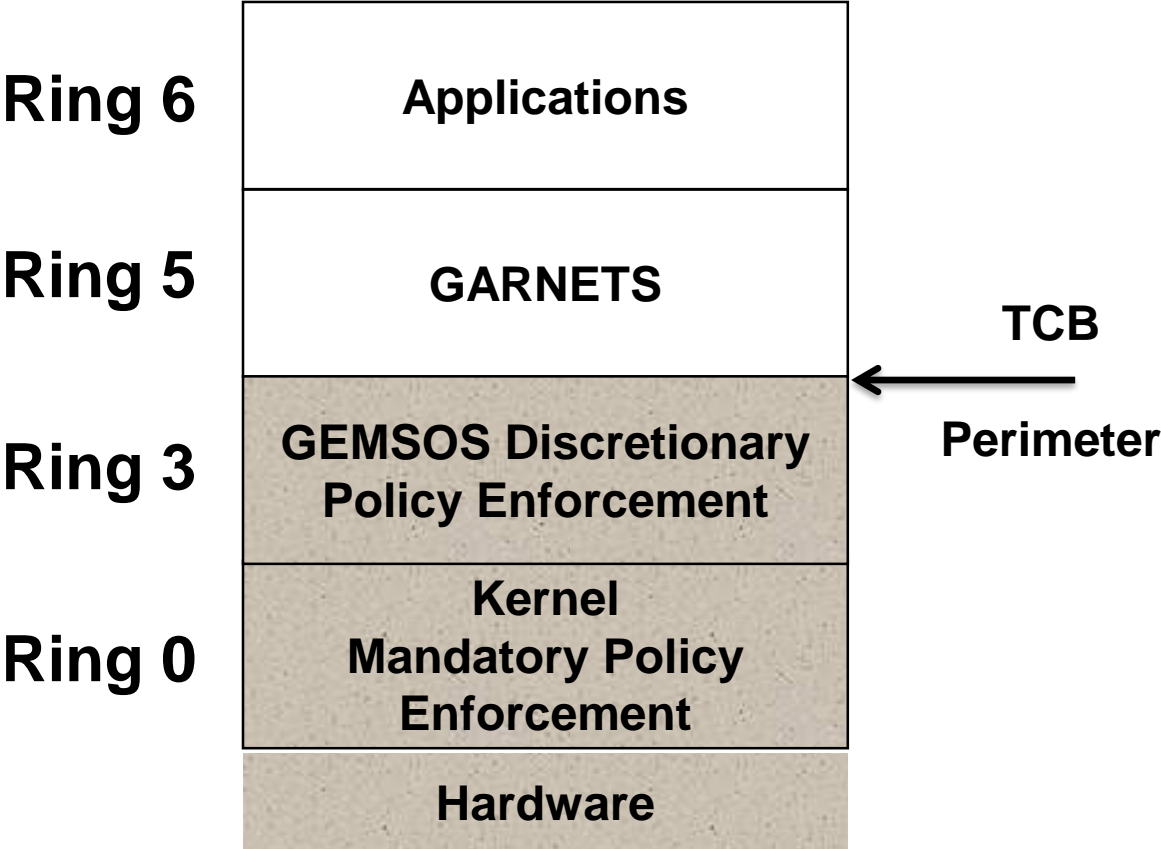 Ring 6
Applications
Ring 5
GARNETS
TCB
Perimeter
Ring 3
GEMSOS Discretionary
Policy Enforcement
Ring 0
Kernel
Mandatory Policy
Enforcement
Hardware